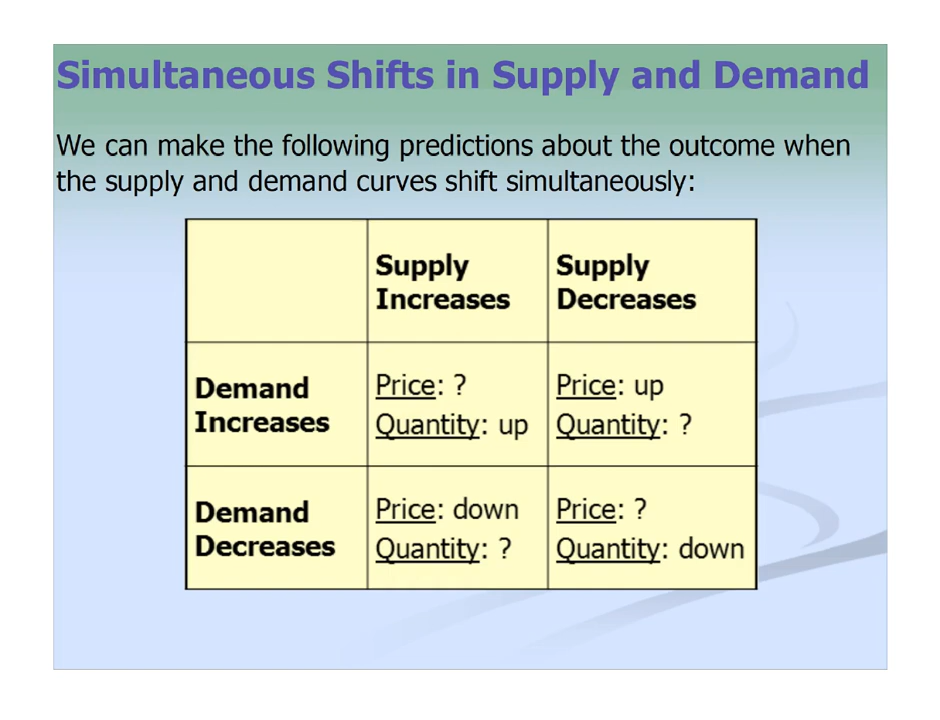 Simultaneous Shifts in Supply and Demand
We can make the following predictions about the outcome when
the supply and demand curves shift simultaneously:
Supply
Increases
Supply
Decreases
Demand
Increases
Price: ?
Quantity: up
Price: up
Quantity: ?
Demand
Decreases
Price: down
Quantity: ?
Price: ?
Quantity: down